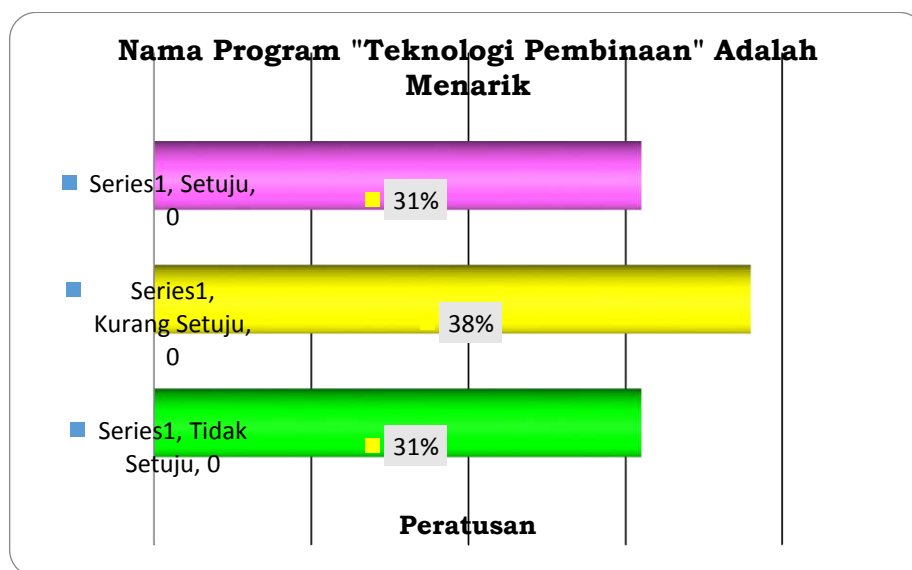 Nama Program "Teknologi Pembinaan" Adalah
Menarik
Series1, Setuju,
0
31%
Series1,
Kurang Setuju,
0
38%
Series1, Tidak
Setuju, 0
31%
Peratusan